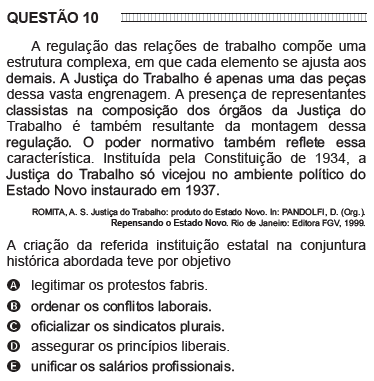 QUESTÃO 10
A regulação das relações de trabalho compõe uma
estrutura complexa, em que cada elemento se ajusta aos
demais. A Justiça do Trabalho é apenas uma das peças
dessa vasta engrenagem. A presença de representantes
classistas na composição dos órgãos da Justiça do
Trabalho é também resultante da montagem dessa
regulação. O poder normativo também reflete essa
característica. Instituída pela Constituição de 1934, a
Justiça do Trabalho só vicejou no ambiente político do
Estado Novo instaurado em 1937.
ROMITA, A. S. Justiça do Trabalho: produto do Estado Novo. In: PANDOLFI, D. (Org.).
Repensando o Estado Novo. Rio de Janeiro: Editora FGV, 1999.
A criação da referida instituição estatal na conjuntura
histórica abordada teve por objetivo
A legitimar os protestos fabris.
B ordenar os conflitos laborais.
C oficializar os sindicatos plurais.
D assegurar os princípios liberais.
E unificar os salários profissionais.